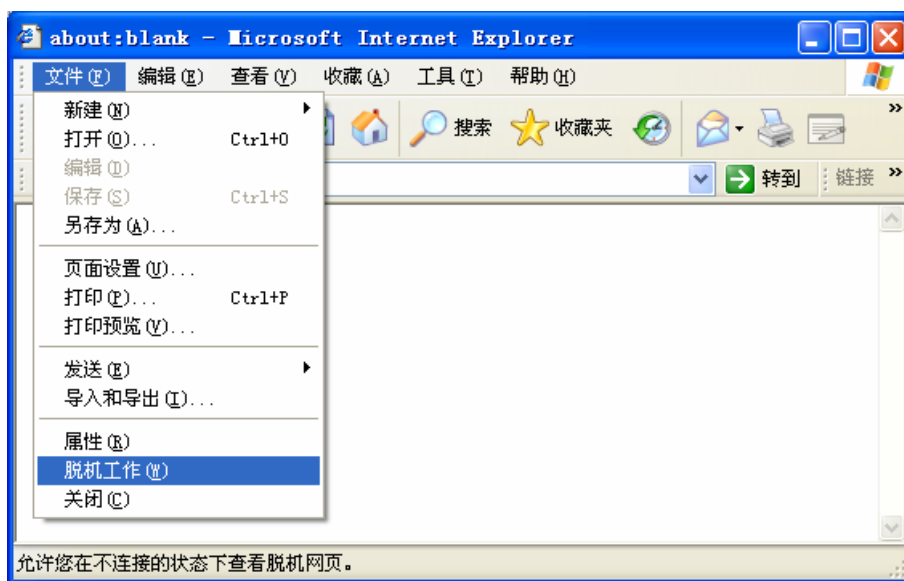 about:blank - Microsoft Internet Explorer
文件(F) 编辑(E) 查看(V) 收藏(A) 工具(T) 帮助(H)
新建(N)
打开(O)... Ctrl+O
编辑(D)
保存(S) Ctrl+S
另存为(A)...
页面设置(U)...
打印(P)... Ctrl+P
打印预览(V)...
发送(E)
导入和导出(I)...
属性(R)
脱机工作(W)
关闭(C)
搜索 收藏夹
转到 链接
允许您在不连接的状态下查看脱机网页。